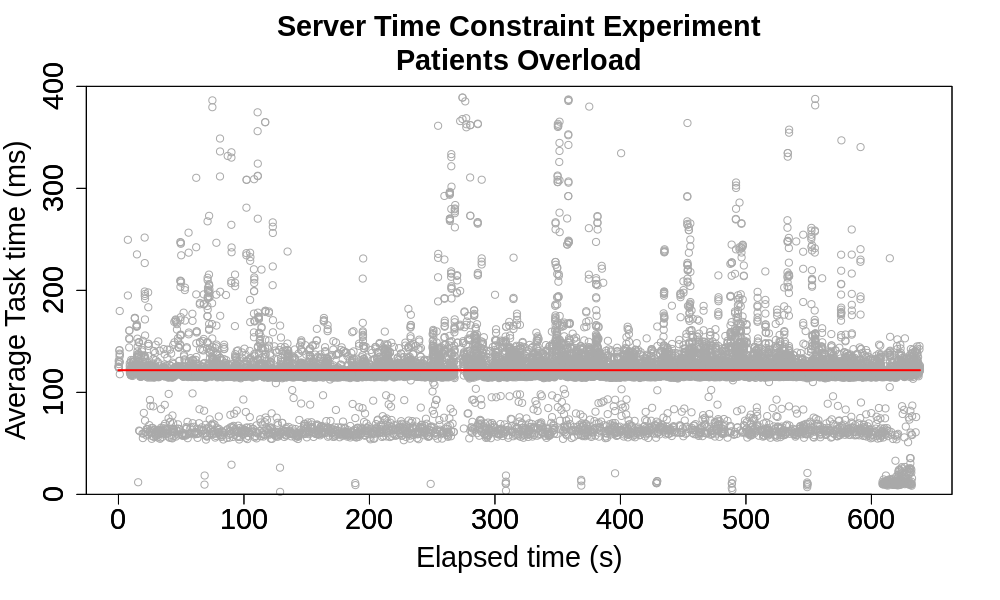 Server Time Constraint Experiment
Patients Overload
Average Task time (ms)
400
300
200
100
0
0 100 200 300 400 500 600
Elapsed time (s)